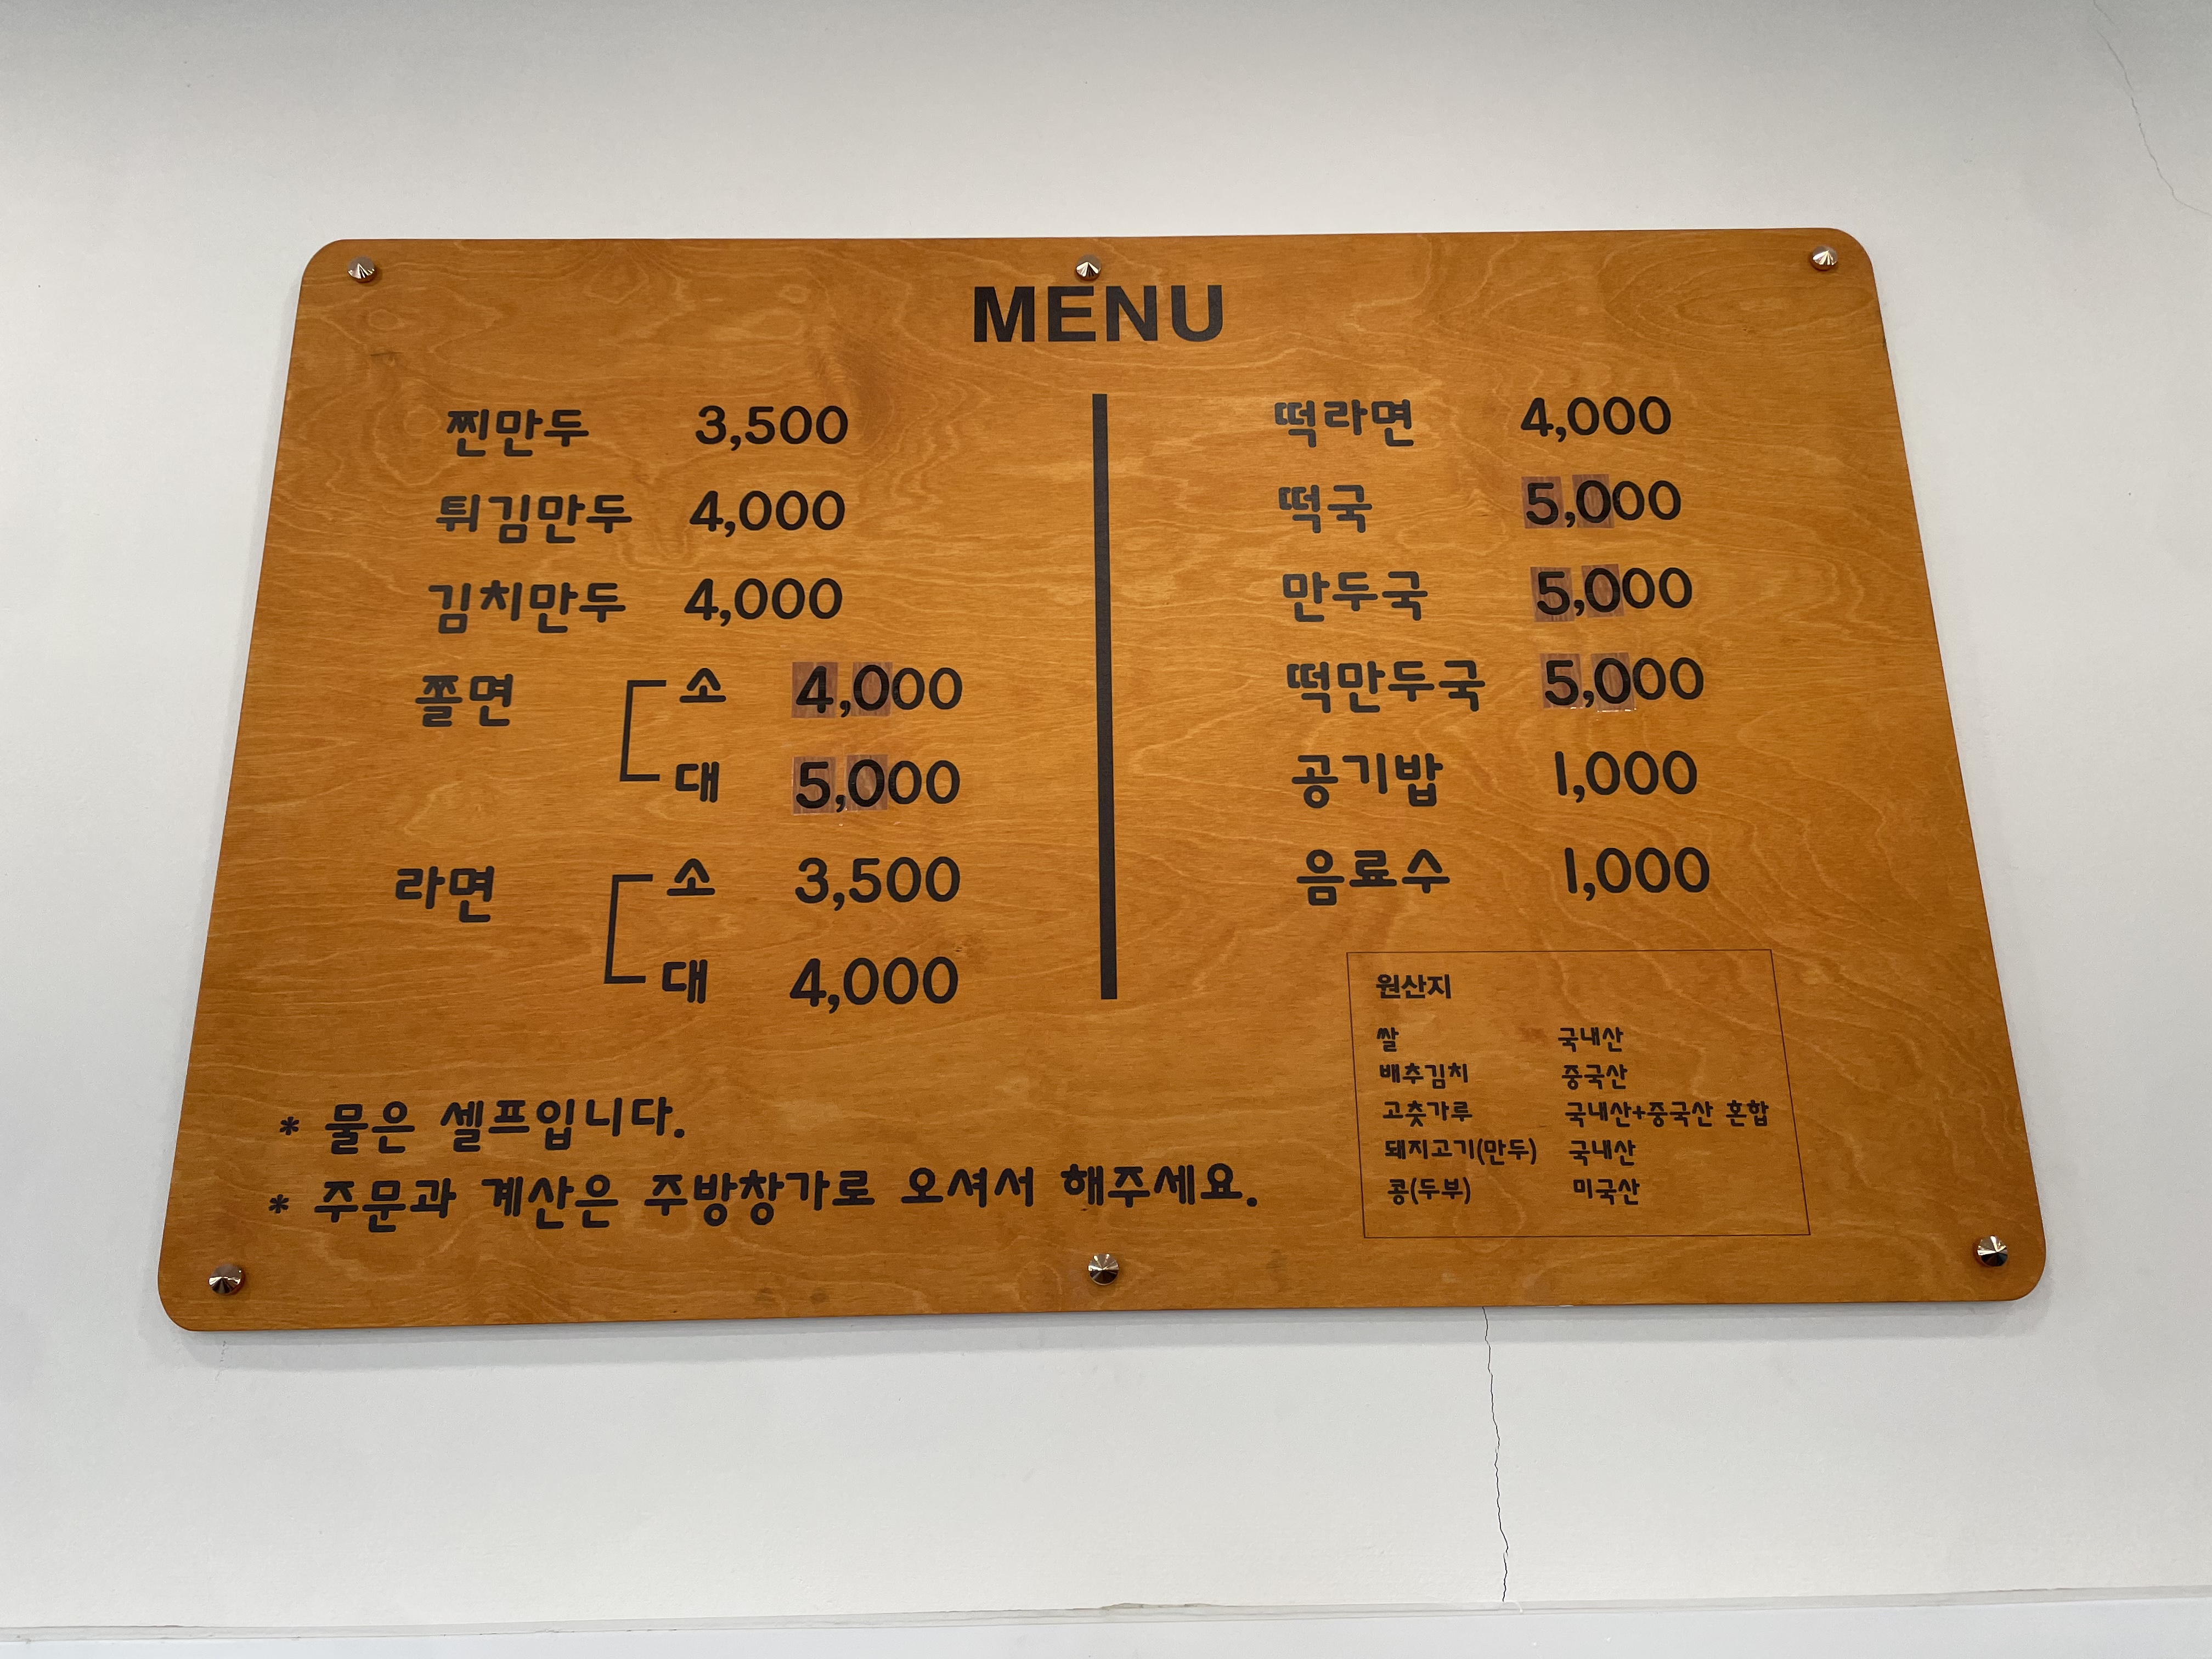 MENU
찐만두 3,500
튀김만두 4,000
김치만두 4,000
쫄면 소 4,000
대 5,000
라면 소 3,500
대 4,000
떡라면 4,000
떡국 5,000
만두국 5,000
떡만두국 5,000
공기밥 1,000
음료수 1,000
원산지
쌀 국내산
배추김치 중국산
고춧가루 국내산+중국산 혼합
돼지고기(만두) 국내산
콩(두부) 미국산
* 물은 셀프입니다.
* 주문과 계산은 주방창가로 오셔서 해주세요.